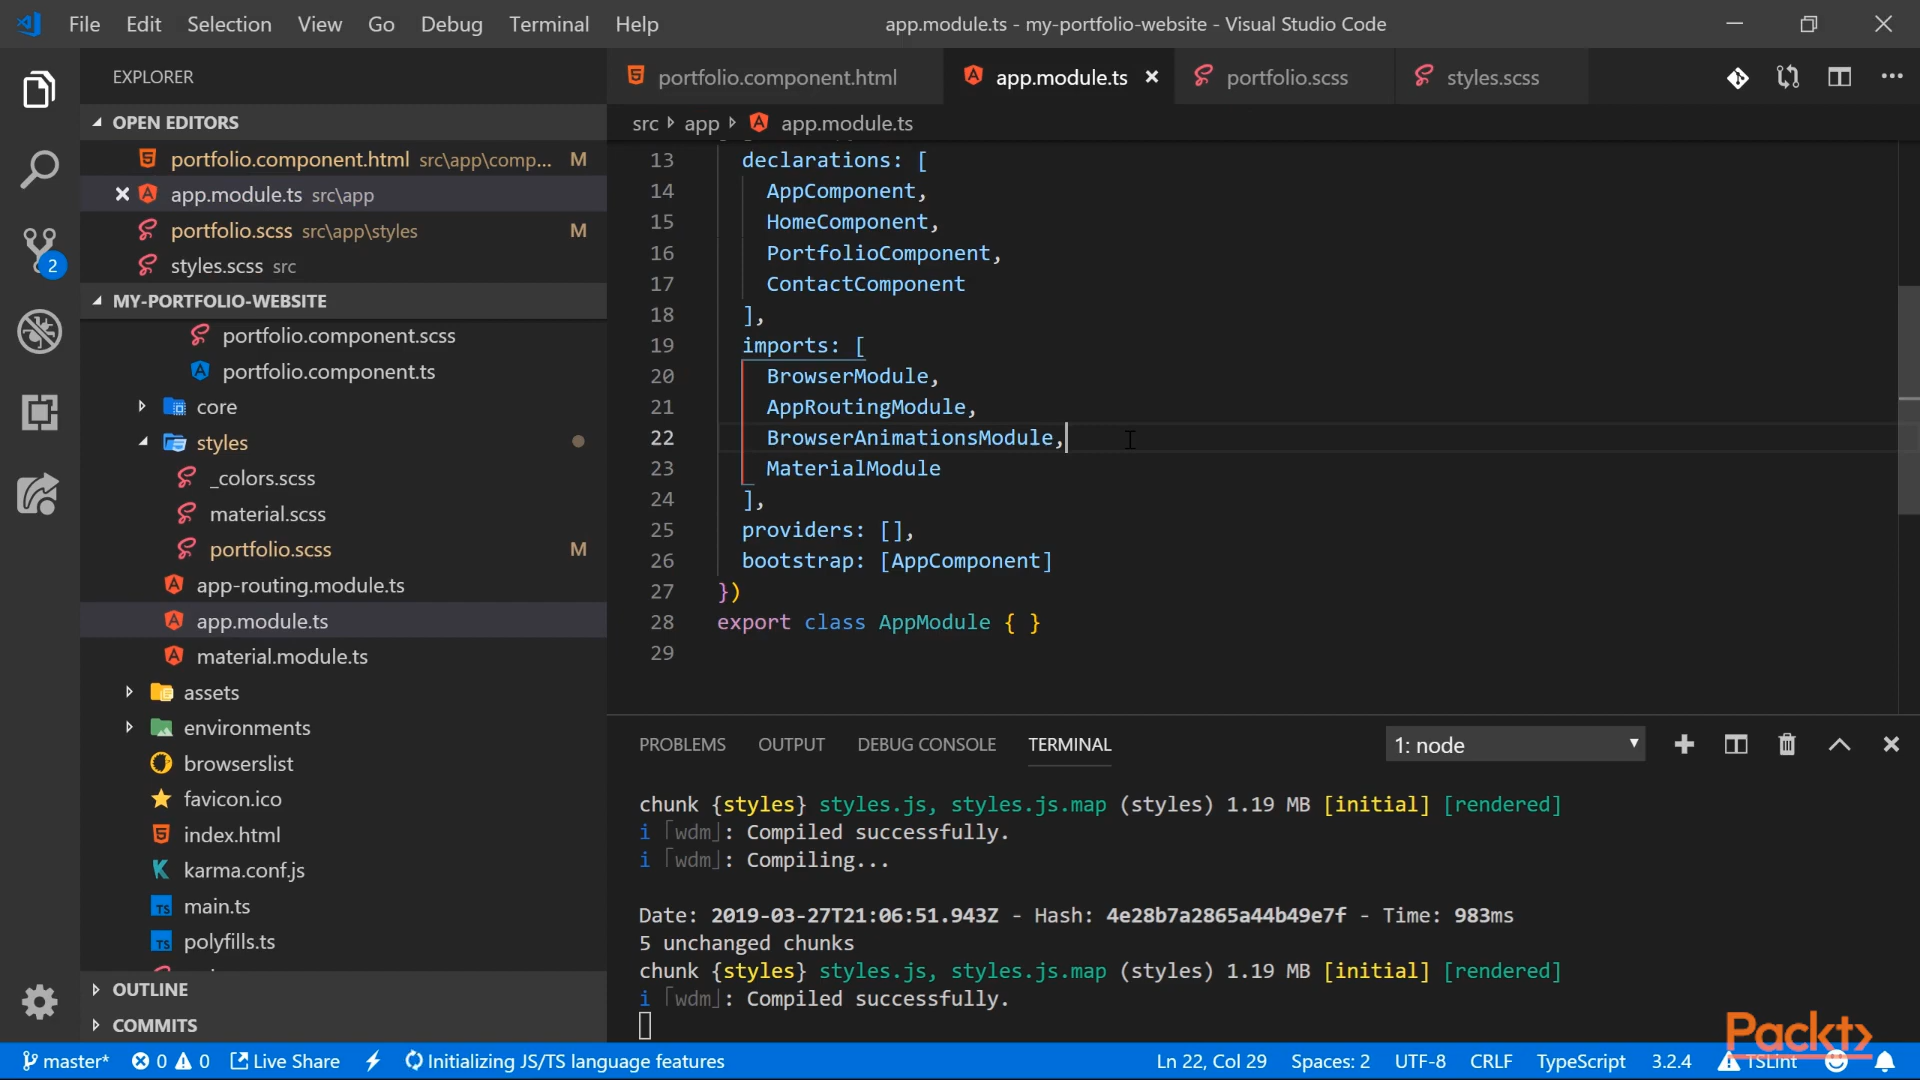 File Edit Selection View Go Debug Terminal Help
app.module.ts - my-portfolio-website - Visual Studio Code
EXPLORER
OPEN EDITORS
portfolio.component.html src\app\comp... M
app.module.ts src\app
portfolio.scss src\app\styles M
styles.scss src
MY-PORTFOLIO-WEBSITE
portfolio.component.scss
portfolio.component.ts
core
styles
_colors.scss
material.scss
portfolio.scss M
app-routing.module.ts
app.module.ts
material.module.ts
assets
environments
browserslist
favicon.ico
index.html
karma.conf.js
main.ts
polyfills.ts
OUTLINE
COMMITS
2
portfolio.component.html app.module.ts portfolio.scss styles.scss
src app app.module.ts
13 declarations: [
14 AppComponent,
15 HomeComponent,
16 PortfolioComponent,
17 ContactComponent
18 ],
19 imports: [
20 BrowserModule,
21 AppRoutingModule,
22 BrowserAnimationsModule,
23 MaterialModule
24 ],
25 providers: [],
26 bootstrap: [AppComponent]
27 })
28 export class AppModule { }
29
PROBLEMS OUTPUT DEBUG CONSOLE TERMINAL 1: node
chunk {styles} styles.js, styles.js.map (styles) 1.19 MB [initial] [rendered]
i ｢wdm｣: Compiled successfully.
i ｢wdm｣: Compiling...
Date: 2019-03-27T21:06:51.943Z - Hash: 4e28b7a2865a44b49e7f - Time: 983ms
5 unchanged chunks
chunk {styles} styles.js, styles.js.map (styles) 1.19 MB [initial] [rendered]
i ｢wdm｣: Compiled successfully.
Packt
master* 0 0 Live Share Initializing JS/TS language features Ln 22, Col 29 Spaces: 2 UTF-8 CRLF TypeScript 3.2.4 TSLint